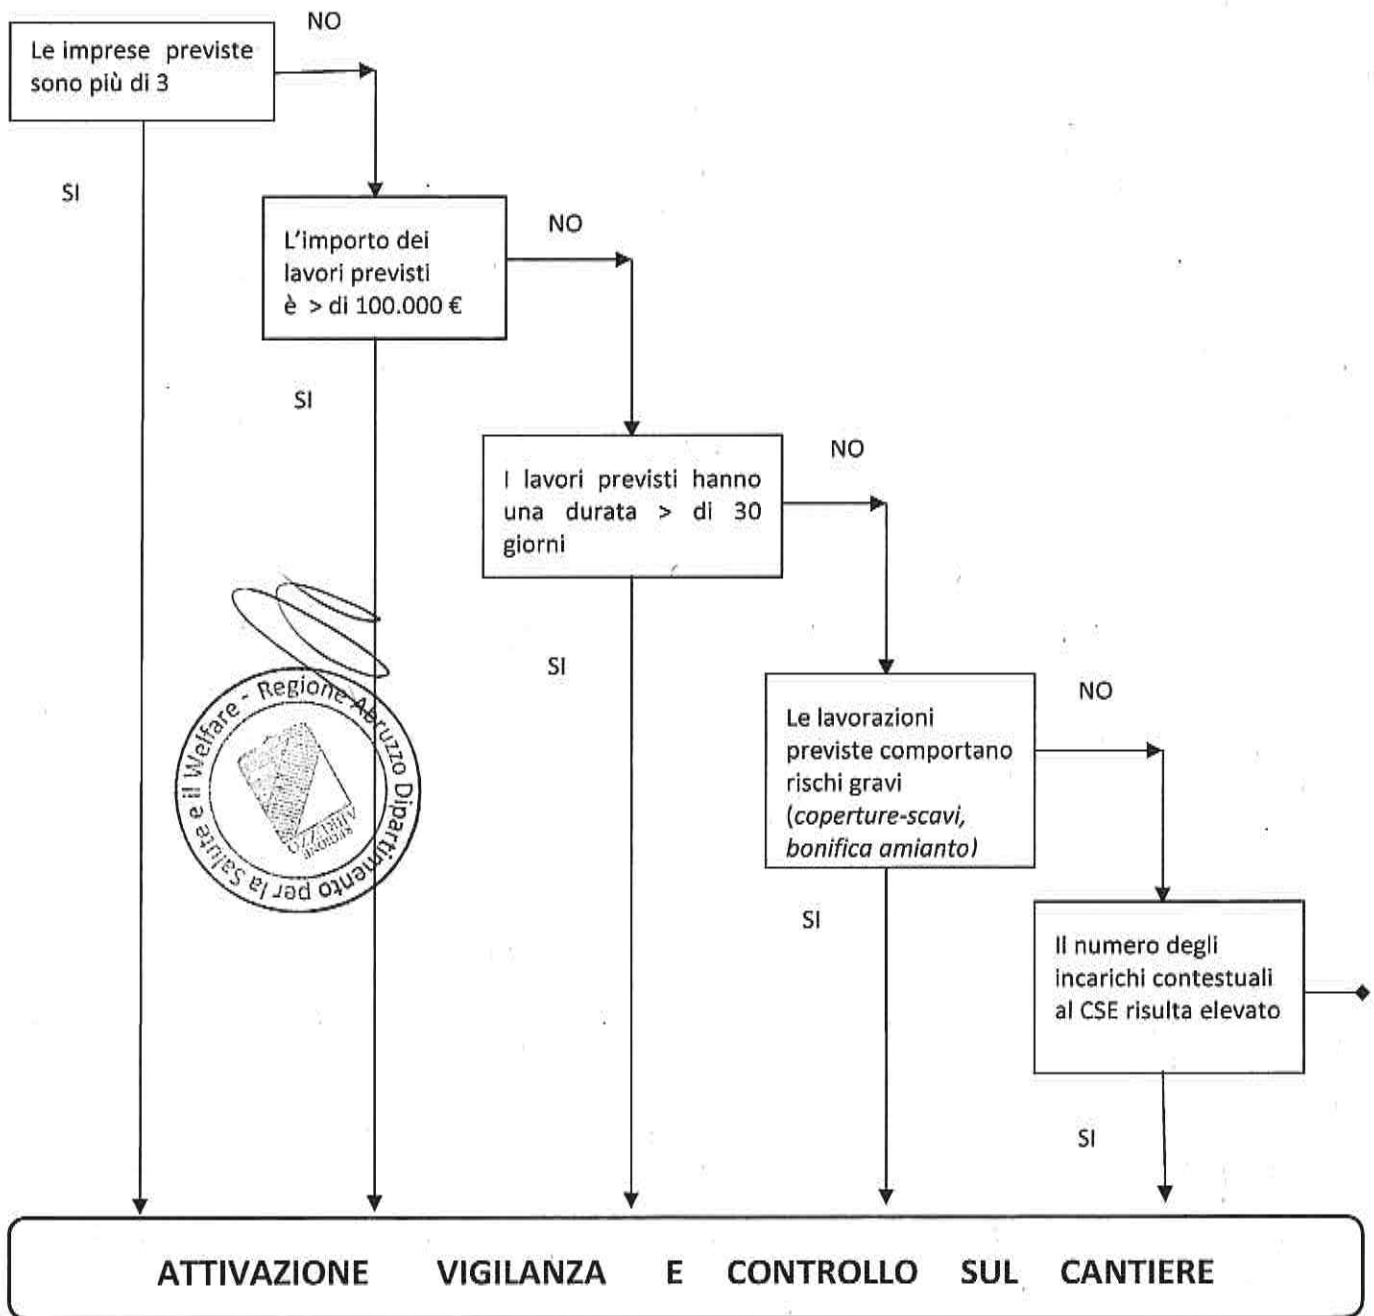 NO
Le imprese previste
sono più di 3
SI
NO
L'importo dei
lavori previsti
è > di 100.000 €
SI
NO
I lavori previsti hanno
una durata > di 30
giorni
SI
NO
Le lavorazioni
previste comportano
rischi gravi
(coperture-scavi,
bonifica amianto)
SI
Il numero degli
incarichi contestuali
al CSE risulta elevato
SI
Regione Abruzzo Dipartimento per la Salute e il Welfare -
REGIONE
ABRUZZO
ATTIVAZIONE VIGILANZA E CONTROLLO SUL CANTIERE